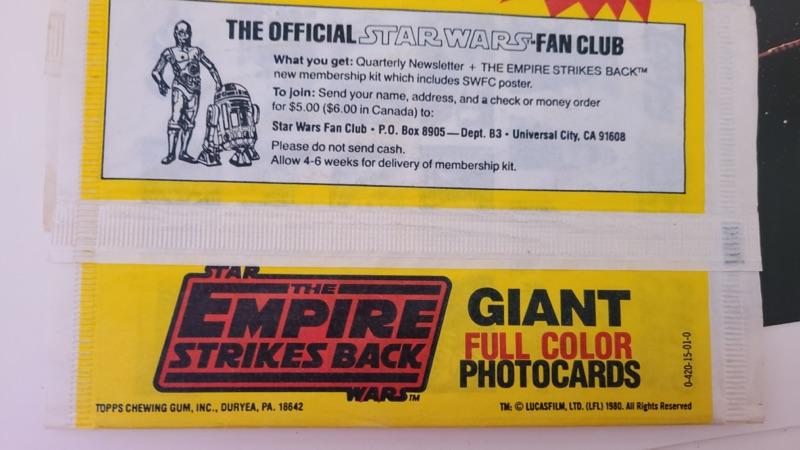 THE OFFICIAL STAR WARS-FAN CLUB
What you get: Quarterly Newsletter + THE EMPIRE STRIKES BACK™
new membership kit which includes SWFC poster.
To join: Send your name, address, and a check or money order
for $5.00 ($6.00 in Canada) to:
Star Wars Fan Club • P.O. Box 8905—Dept. B3 • Universal City, CA 91608
Please do not send cash.
Allow 4-6 weeks for delivery of membership kit.
STAR
THE
EMPIRE
STRIKES BACK
WARS™
GIANT
FULL COLOR
PHOTOCARDS
0-420-15-01-0
TOPPS CHEWING GUM, INC., DURYEA, PA. 18642
TM: © LUCASFILM, LTD. (LFL) 1980. All Rights Reserved